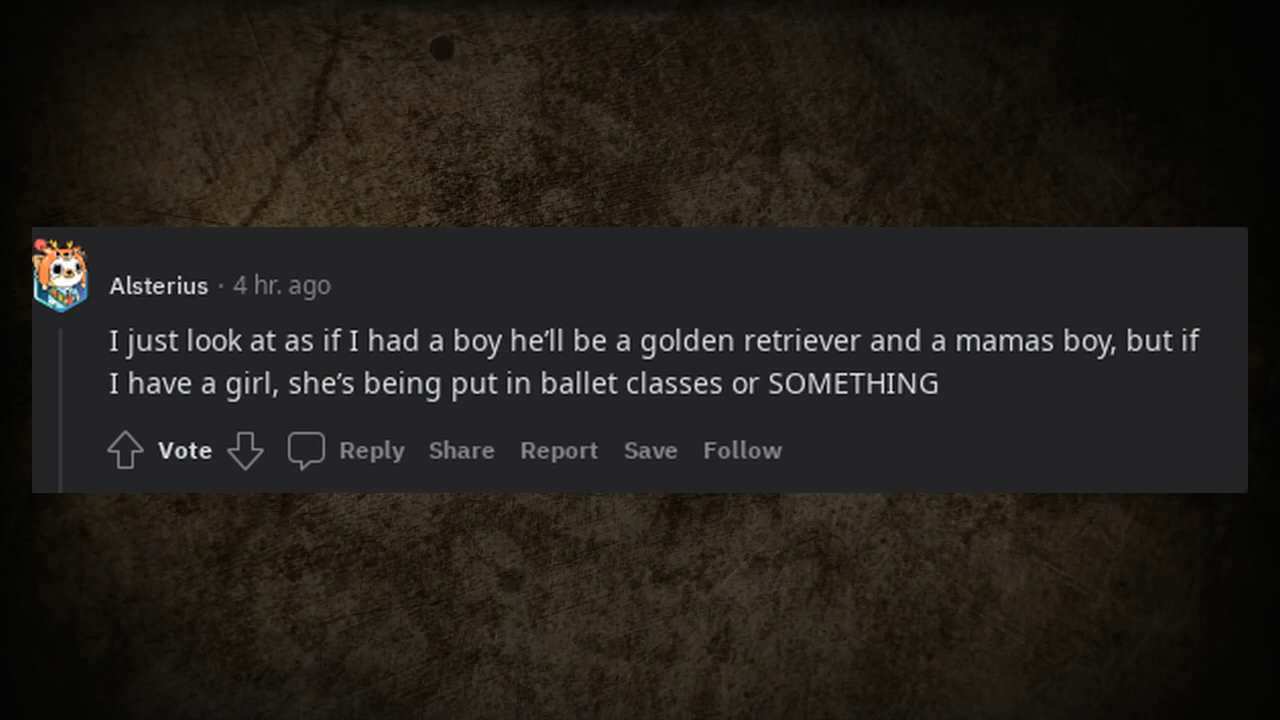 Alsterius · 4 hr. ago
I just look at as if I had a boy he’ll be a golden retriever and a mamas boy, but if
I have a girl, she’s being put in ballet classes or SOMETHING
Vote Reply Share Report Save Follow